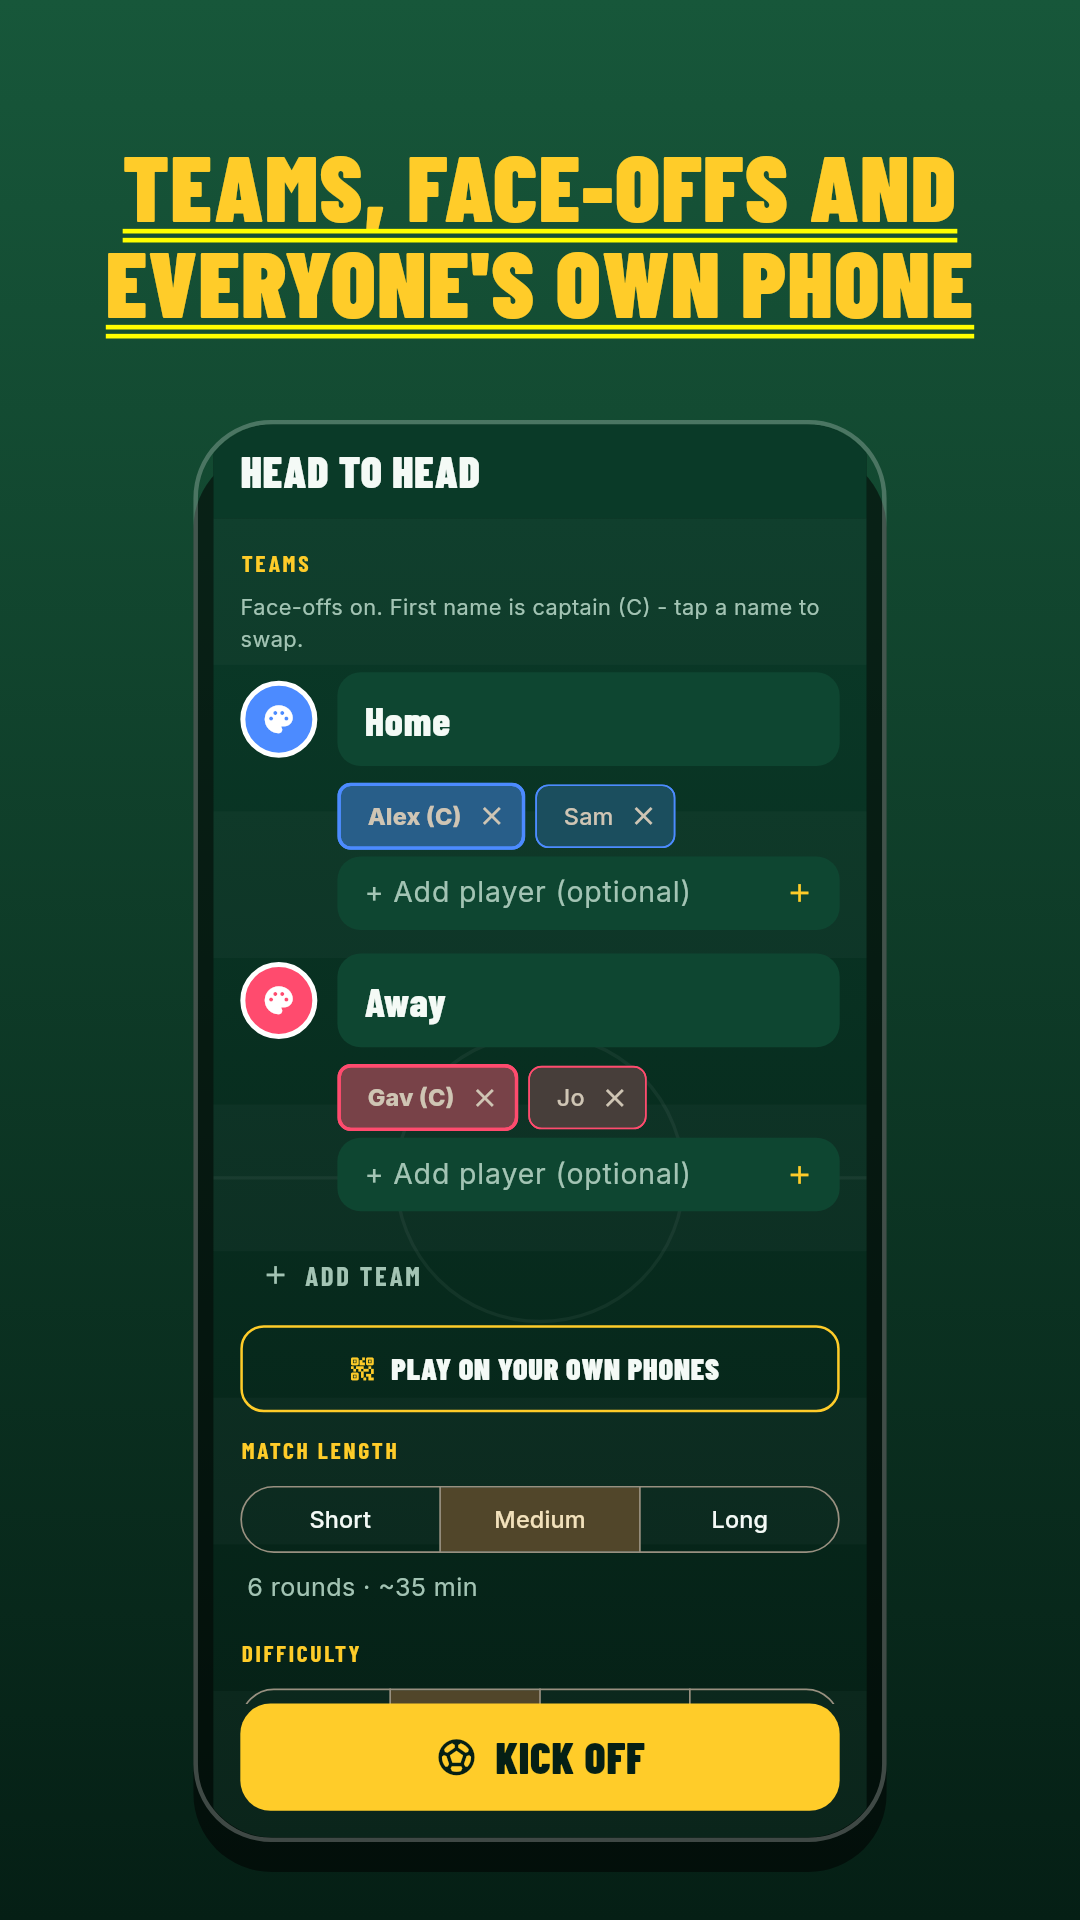 TEAMS, FACE-OFFS AND
EVERYONE'S OWN PHONE
HEAD TO HEAD
TEAMS
Face-offs on. First name is captain (C) - tap a name to
swap.
Home
Alex (C)
Sam
+ Add player (optional)
Away
Gav (C)
Jo
+ Add player (optional)
ADD TEAM
PLAY ON YOUR OWN PHONES
MATCH LENGTH
Short
Medium
Long
6 rounds · ~35 min
DIFFICULTY
KICK OFF